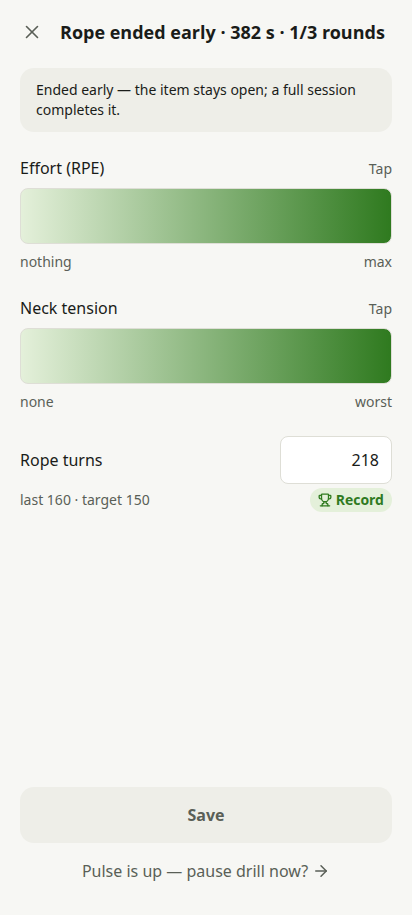 Rope ended early · 382 s · 1/3 rounds
Ended early — the item stays open; a full session
completes it.
Effort (RPE) Tap
nothing max
Neck tension Tap
none worst
Rope turns 218
last 160 · target 150 Record
Save
Pulse is up — pause drill now? →